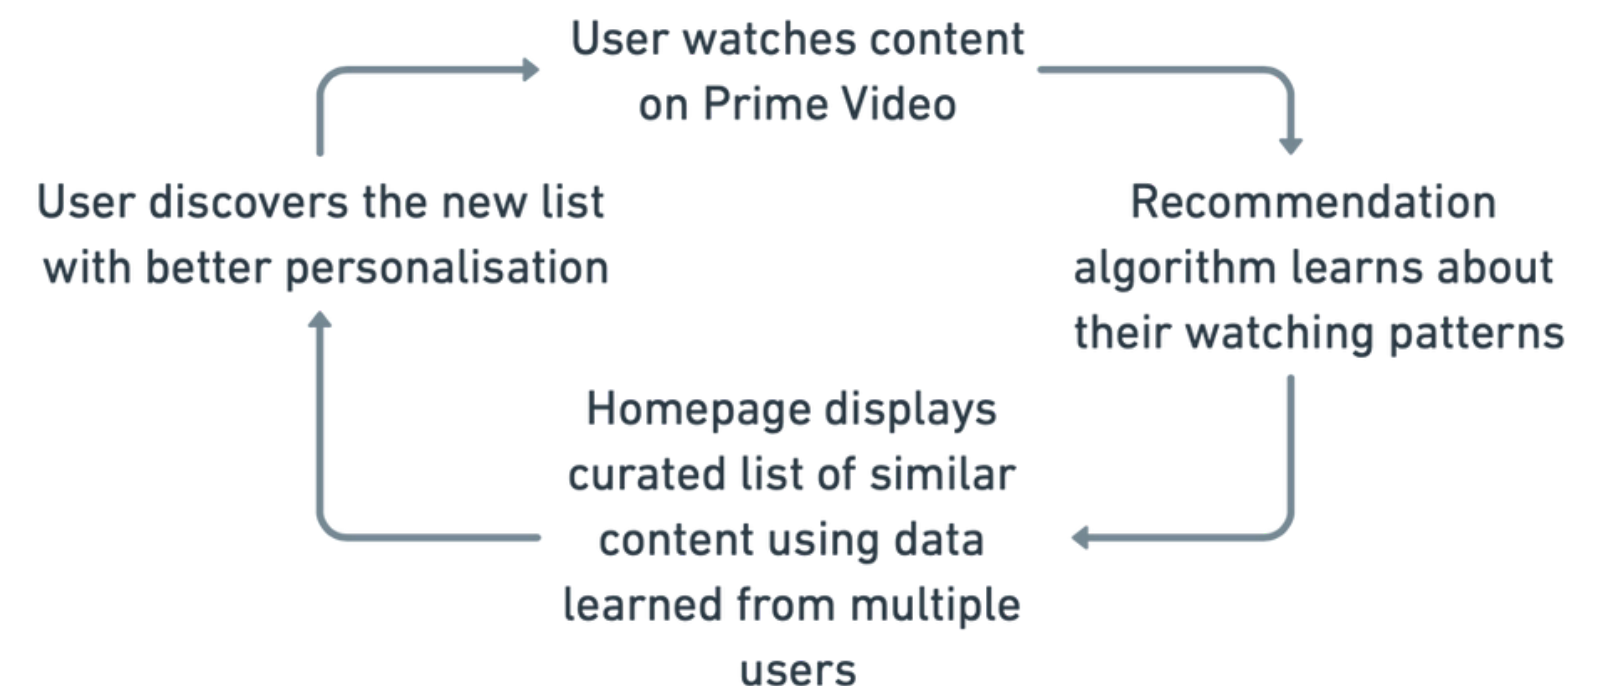 User watches content
on Prime Video
Recommendation
algorithm learns about
their watching patterns
Homepage displays
curated list of similar
content using data
learned from multiple
users
User discovers the new list
with better personalisation